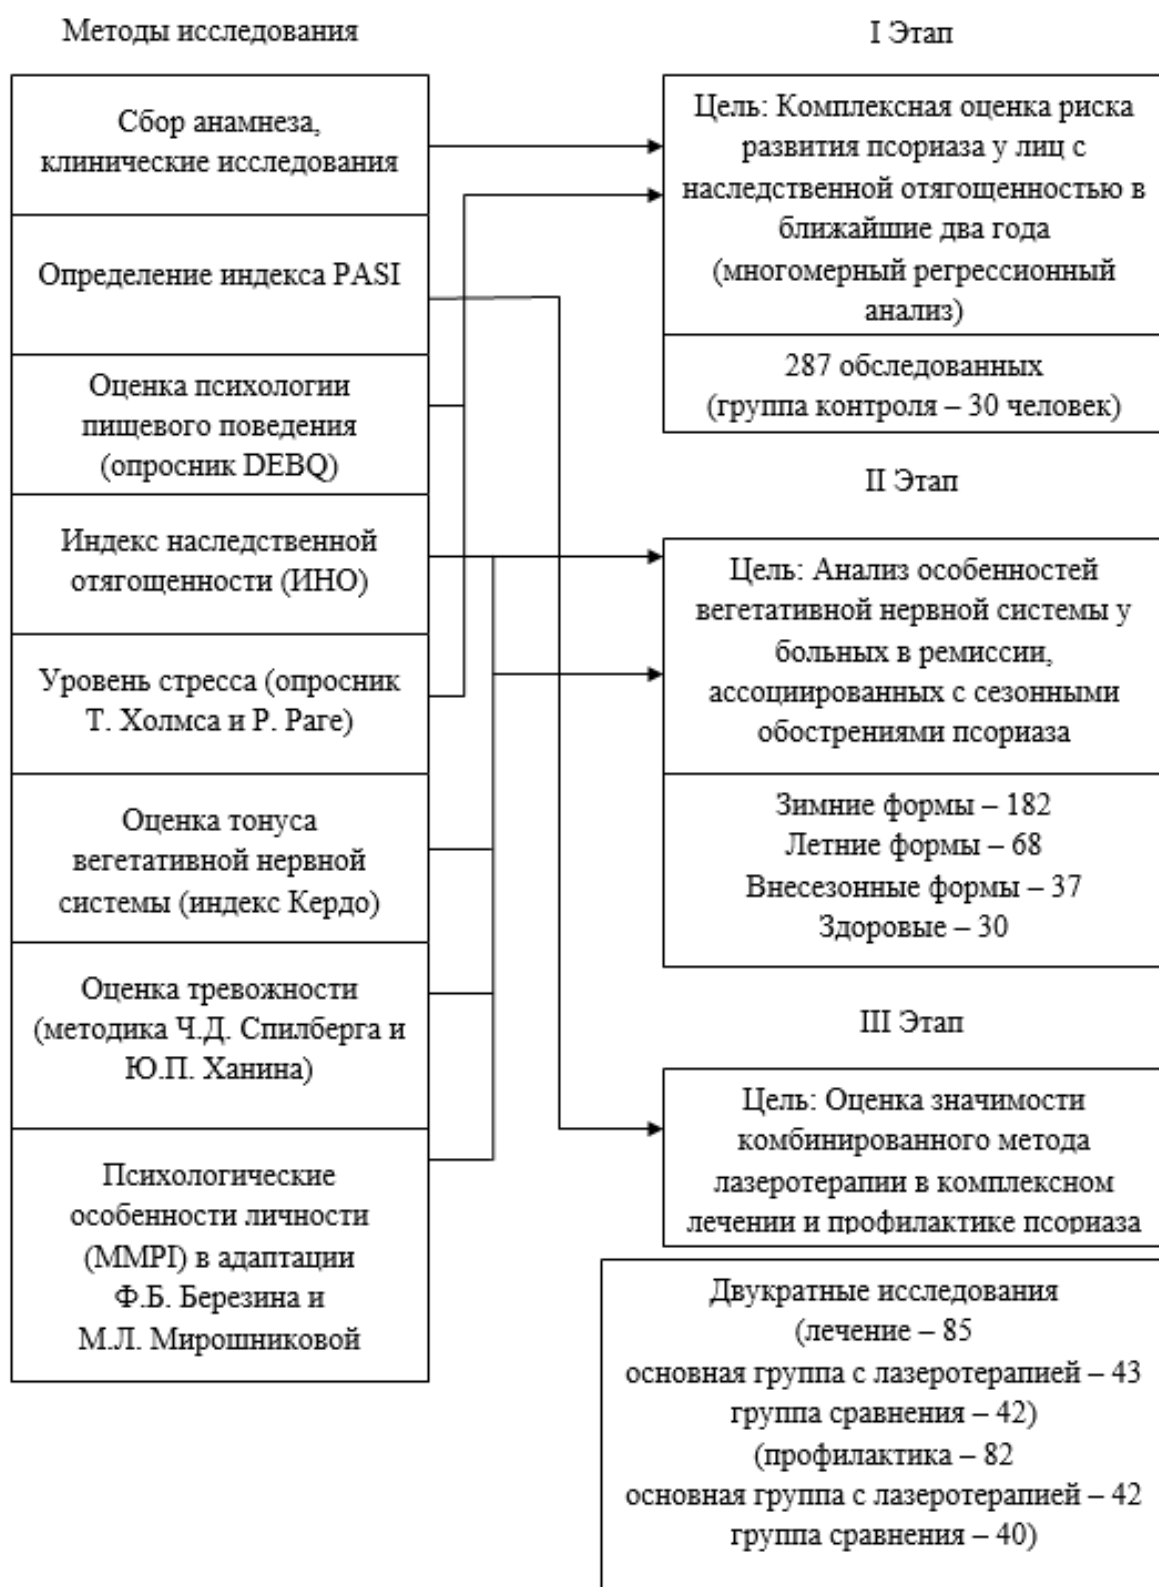 Методы исследования
Сбор анамнеза,
клинические исследования
Определение индекса PASI
Оценка психологии
пищевого поведения
(опросник DEBQ)
Индекс наследственной
отягощенности (ИНО)
Уровень стресса (опросник
Т. Холмса и Р. Раге)
Оценка тонуса
вегетативной нервной
системы (индекс Кердо)
Оценка тревожности
(методика Ч.Д. Спилберга и
Ю.П. Ханина)
Психологические
особенности личности
(MMPI) в адаптации
Ф.Б. Березина и
М.Л. Мирошниковой
I Этап
Цель: Комплексная оценка риска
развития псориаза у лиц с
наследственной отягощенностью в
ближайшие два года
(многомерный регрессионный
анализ)
287 обследованных
(группа контроля – 30 человек)
II Этап
Цель: Анализ особенностей
вегетативной нервной системы у
больных в ремиссии,
ассоциированных с сезонными
обострениями псориаза
Зимние формы – 182
Летние формы – 68
Внесезонные формы – 37
Здоровые – 30
III Этап
Цель: Оценка значимости
комбинированного метода
лазеротерапии в комплексном
лечении и профилактике псориаза
Двукратные исследования
(лечение – 85
основная группа с лазеротерапией – 43
группа сравнения – 42)
(профилактика – 82
основная группа с лазеротерапией – 42
группа сравнения – 40)